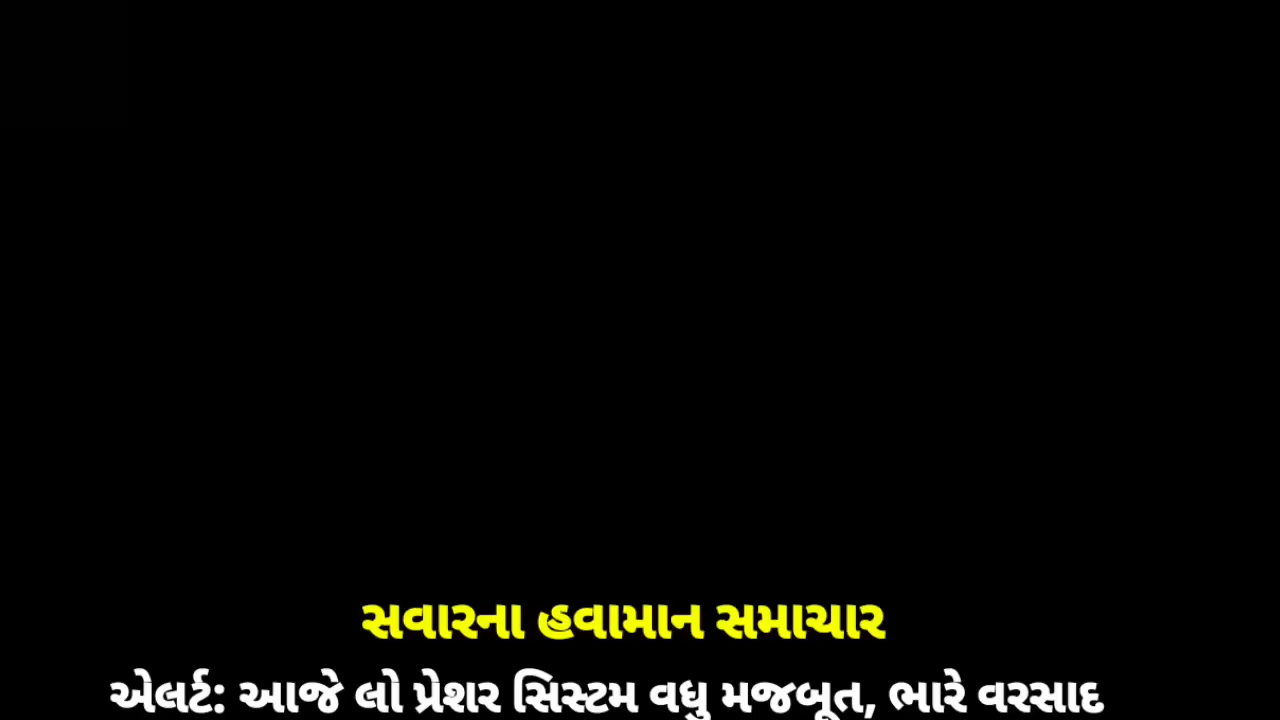 સવારના હવામાન સમાચાર
એલર્ટ: આજે લો પ્રેશર સિસ્ટમ વધુ મજબૂત, ભારે વરસાદ